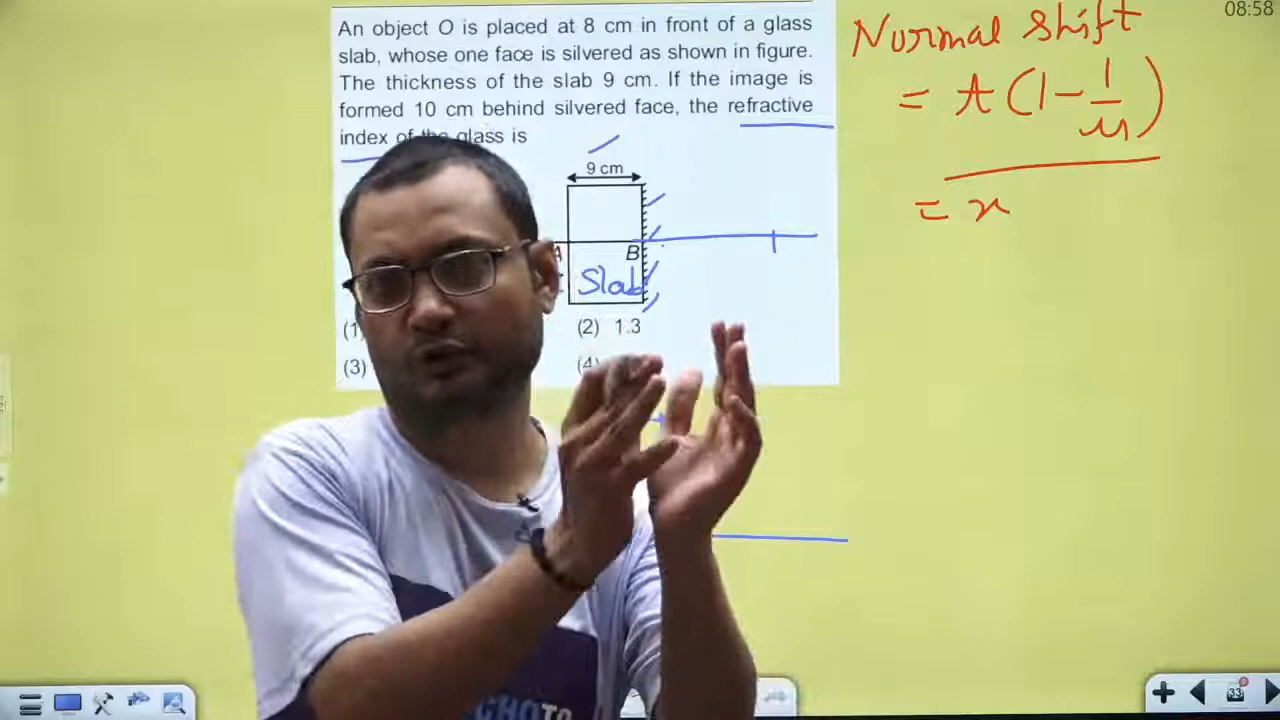 08:58
An object O is placed at 8 cm in front of a glass
slab, whose one face is silvered as shown in figure.
The thickness of the slab 9 cm. If the image is
formed 10 cm behind silvered face, the refractive
index of the glass is
9 cm
B
Slab
(1)
(2) 1.3
(3)
(4)
Normal shift
= t(1-1/μ)
= x
33